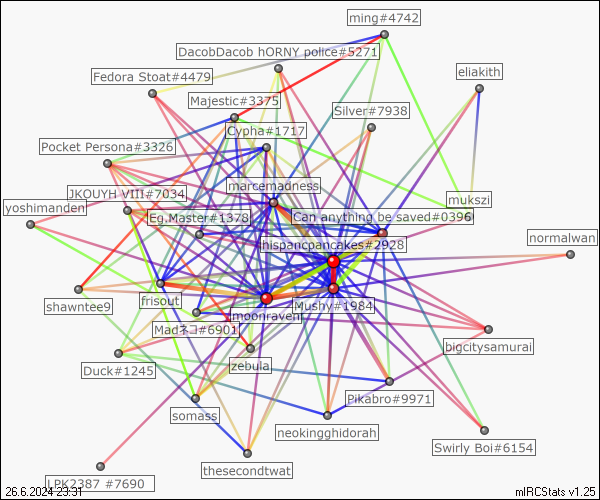 ming#4742
DacobDacob hORNY police#5271
eliakith
Fedora Stoat#4479
Majestic#3375
Silver#7938
Cypha#1717
Pocket Persona#3326
marcemadness
JKOUYH VIII#7034
mukszi
yoshimanden
Eg.Master#1378
Can anything be saved#0396
normalwan
hispancpancakes#2928
shawntee9
frisout
Mushy#1984
moonraven
Madネコ#6901
bigcitysamurai
zebula
Duck#1245
Pikabro#9971
somass
neokingghidorah
Swirly Boi#6154
thesecondtwat
LPK2387 #7690
26.6.2024 23:31
mIRCStats v1.25